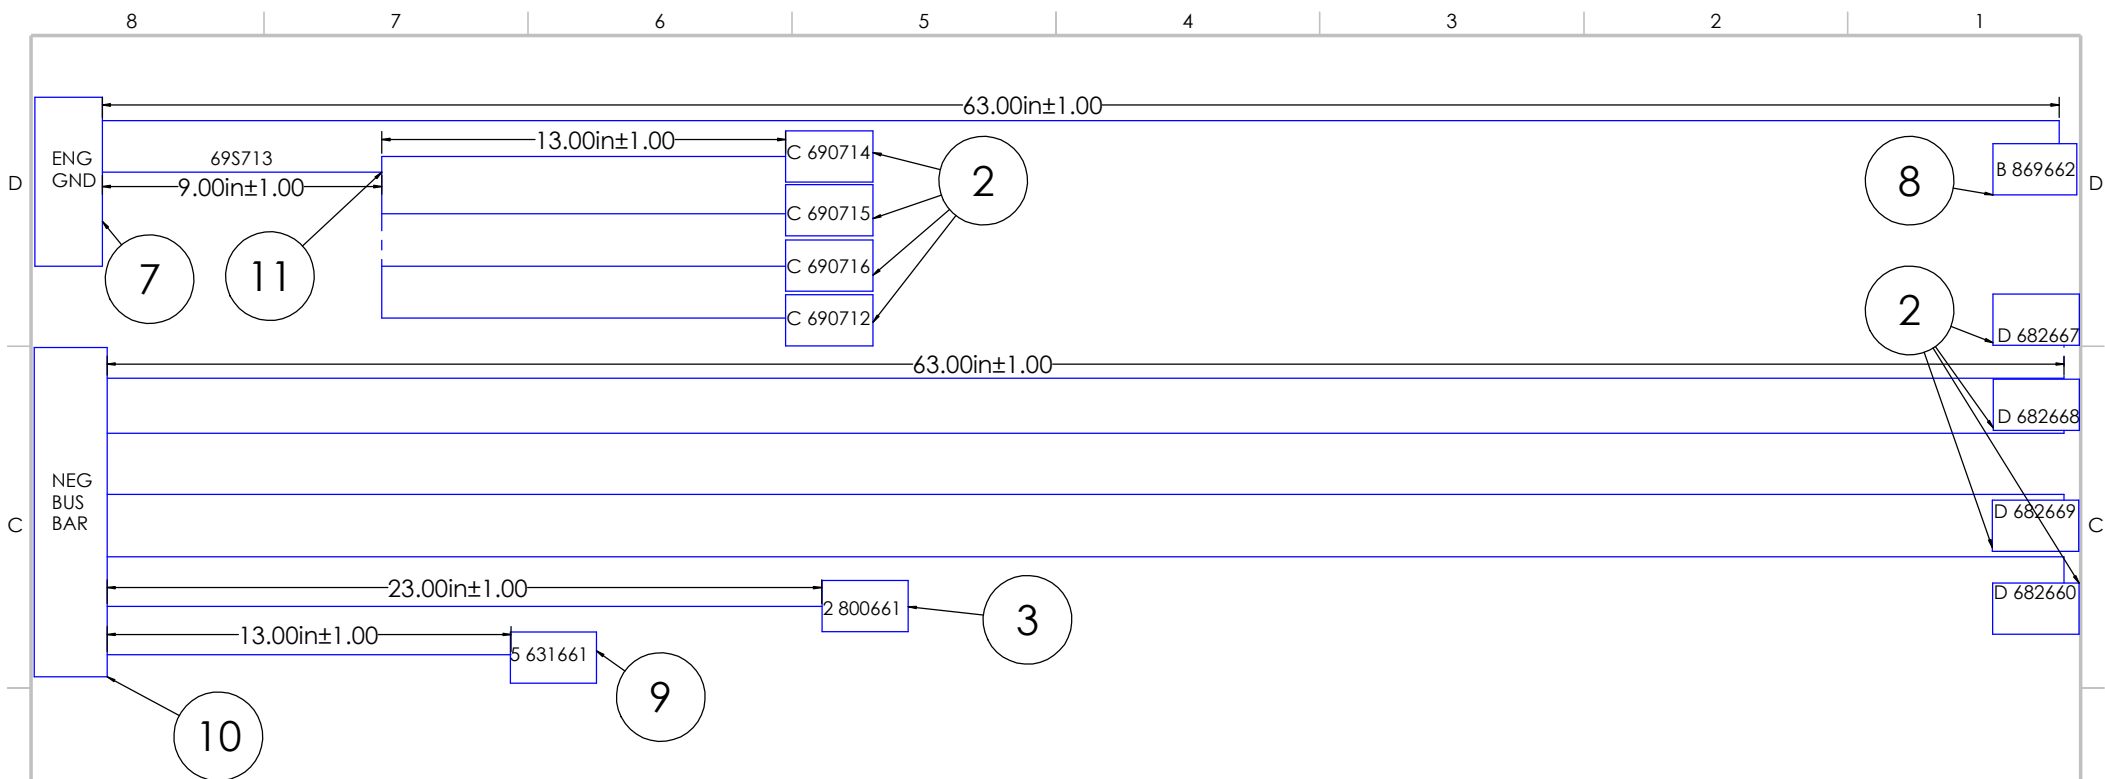 8 7 6 5 4 3 2 1
63.00in±1.00
13.00in±1.00
ENG
GND
69S713
9.00in±1.00
C 690714
C 690715
C 690716
C 690712
2
B 869662
8
D
D
7
11
2
D 682667
63.00in±1.00
D 682668
NEG
BUS
BAR
D 682669
C
C
23.00in±1.00
2 800661
3
D 682660
13.00in±1.00
5 631661
9
10